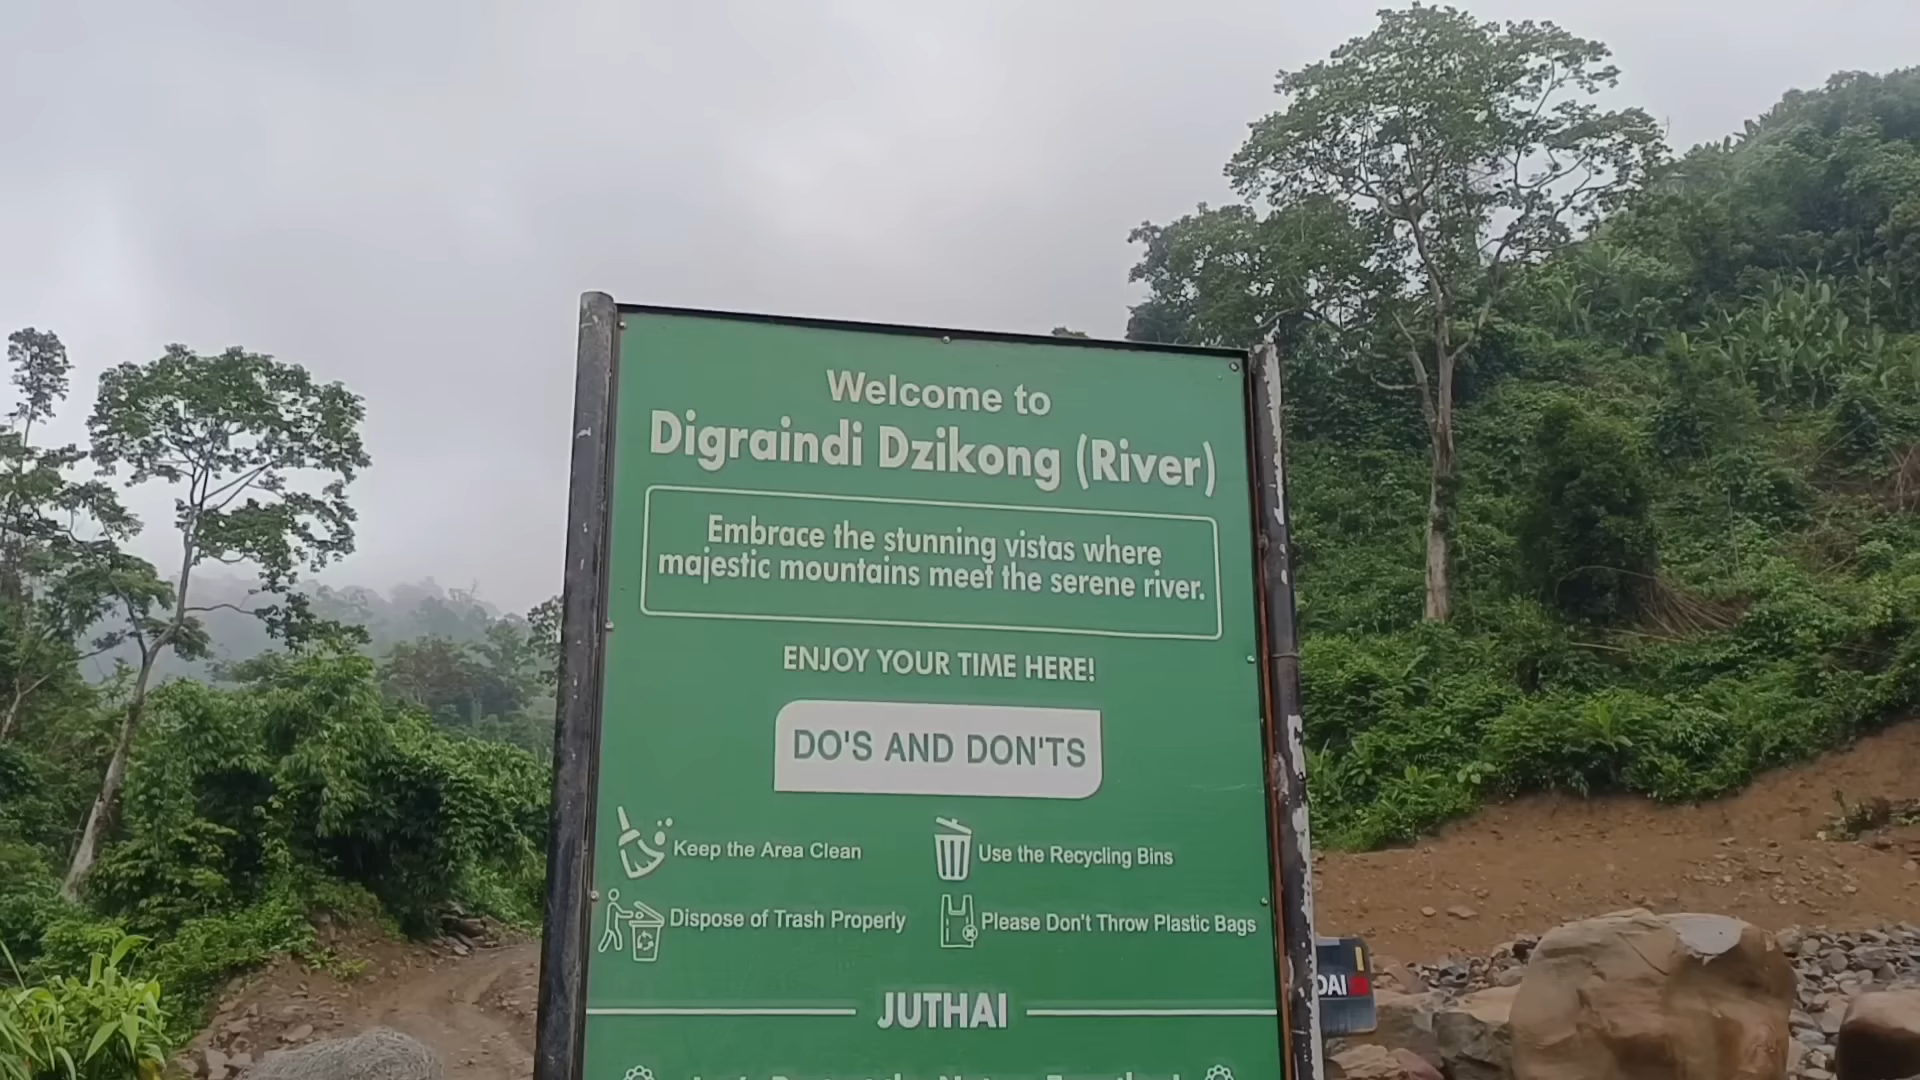 Welcome to
Digraindi Dzikong (River)
Embrace the stunning vistas where
majestic mountains meet the serene river.
ENJOY YOUR TIME HERE!
DO'S AND DON'TS
Keep the Area Clean
Use the Recycling Bins
Dispose of Trash Properly
Please Don't Throw Plastic Bags
JUTHAI
DAI